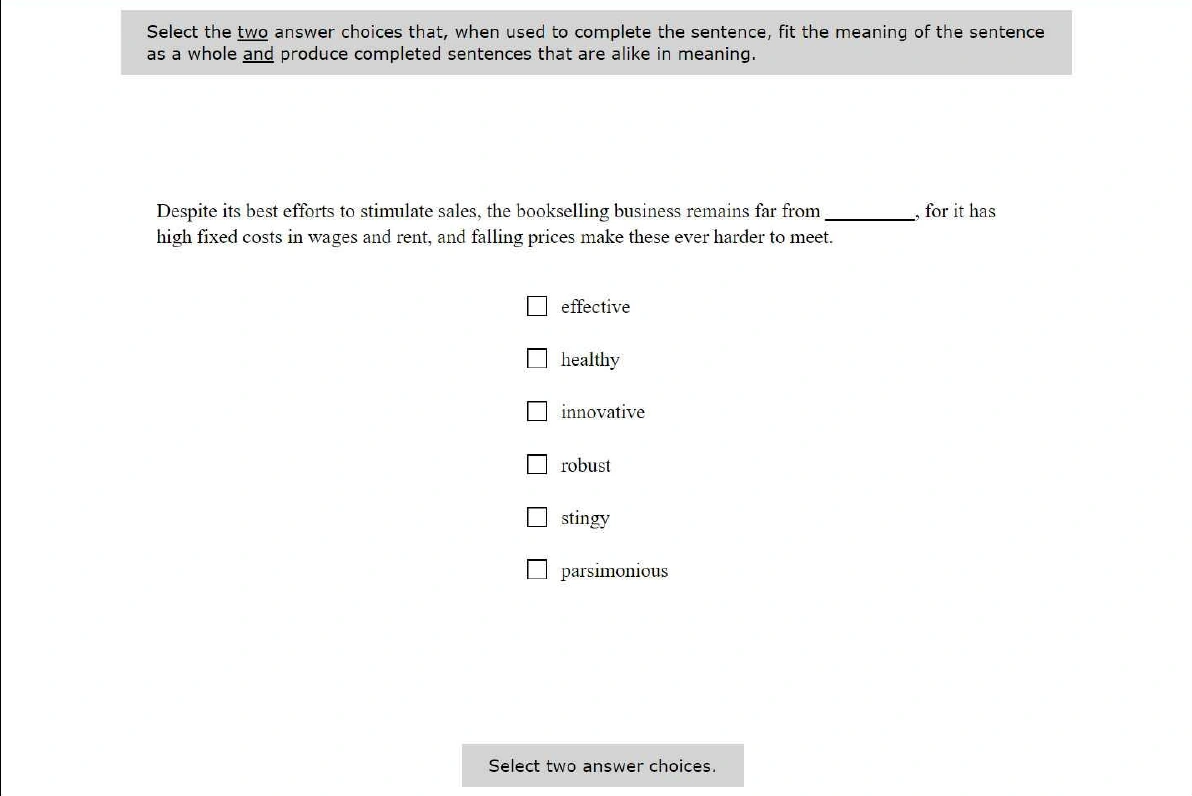 Select the two answer choices that, when used to complete the sentence, fit the meaning of the sentence
as a whole and produce completed sentences that are alike in meaning.
Despite its best efforts to stimulate sales, the bookselling business remains far from _________, for it has
high fixed costs in wages and rent, and falling prices make these ever harder to meet.
effective
healthy
innovative
robust
stingy
parsimonious
Select two answer choices.